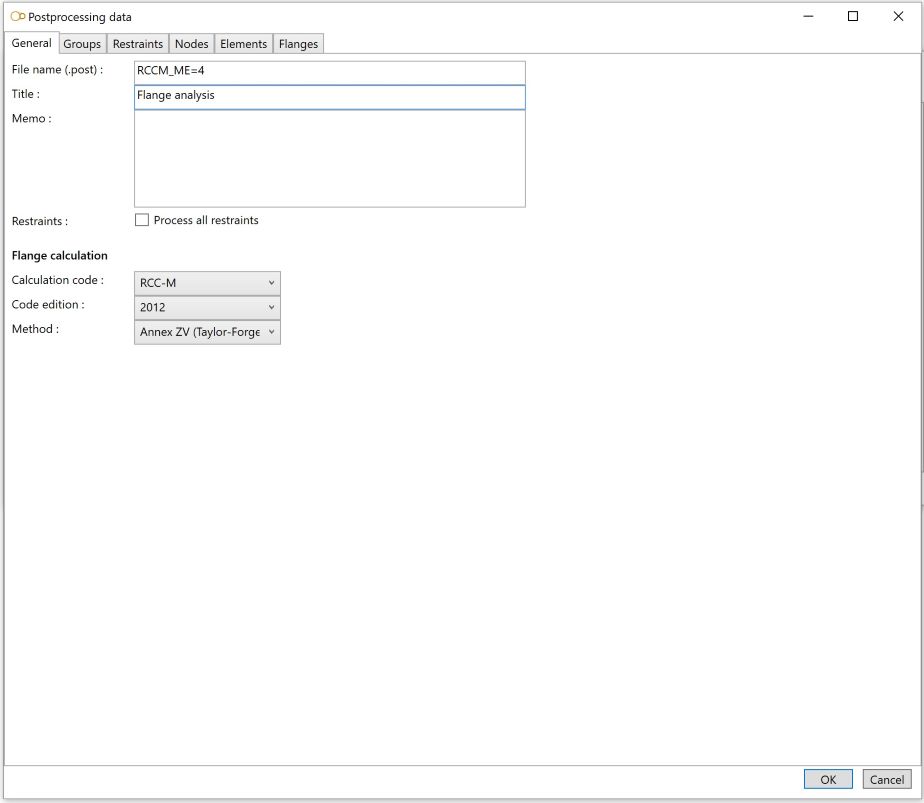 Postprocessing data
General Groups Restraints Nodes Elements Flanges
File name (.post) : RCCM_ME=4
Title : Flange analysis
Memo :
Restraints : Process all restraints
Flange calculation
Calculation code : RCC-M
Code edition : 2012
Method : Annex ZV (Taylor-Forge
OK Cancel